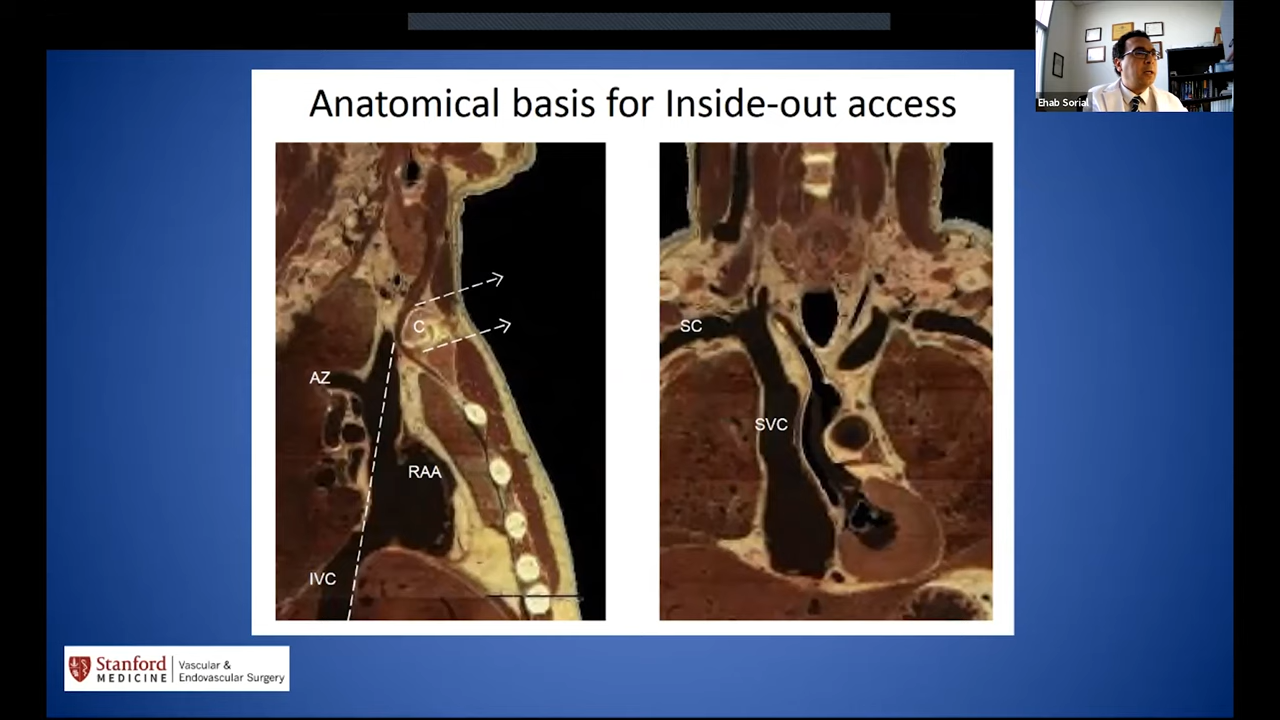 Anatomical basis for Inside-out access
C
AZ
RAA
IVC
SC
SVC
Ehab Sorial
Stanford
MEDICINE
Vascular &
Endovascular Surgery